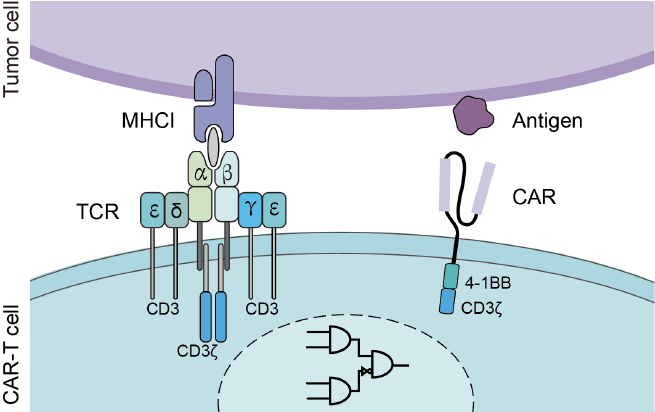 Tumor cell
MHCI
Antigen
α β
TCR
ε δ γ ε
CAR
4-1BB
CD3 CD3 CD3ζ
CD3ζ
CAR-T cell